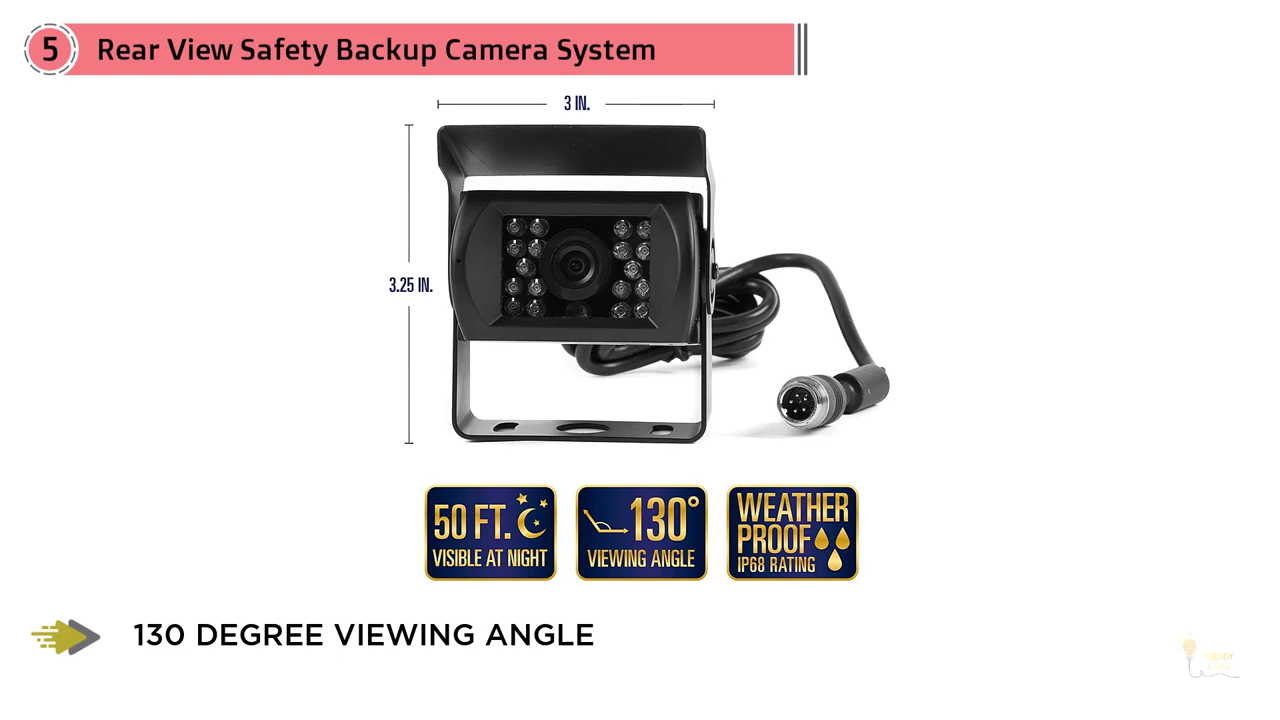 5 Rear View Safety Backup Camera System
3 IN.
3.25 IN.
50 FT.
VISIBLE AT NIGHT
130°
VIEWING ANGLE
WEATHER
PROOF
IP68 RATING
130 DEGREE VIEWING ANGLE
TRENDY